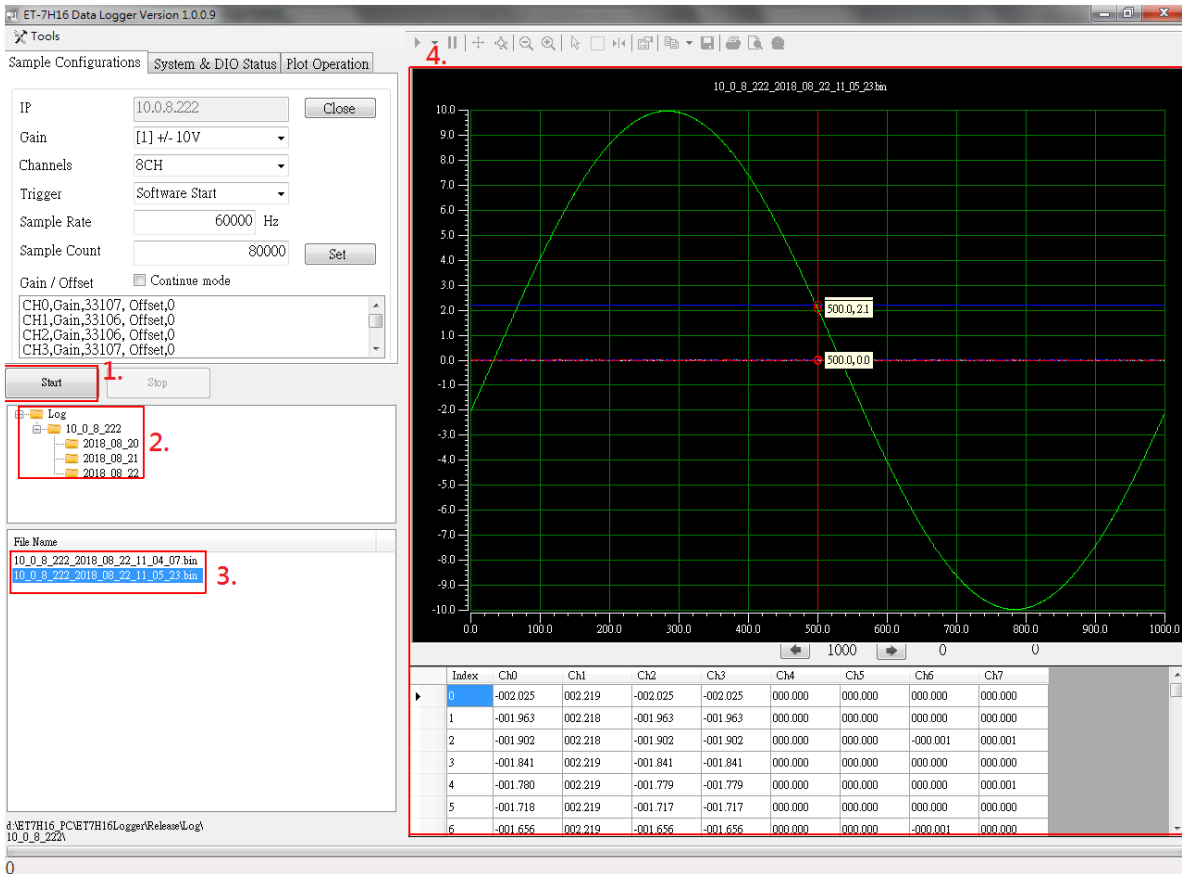 ET-7H16 Data Logger Version 1.0.0.9
Tools
Sample Configurations System & DIO Status Plot Operation
IP 10.0.8.222 Close
Gain [1] +/- 10V
Channels 8CH
Trigger Software Start
Sample Rate 60000 Hz
Sample Count 80000 Set
Gain / Offset Continue mode
CH0,Gain,33107, Offset,0
CH1,Gain,33106, Offset,0
CH2,Gain,33106, Offset,0
CH3,Gain,33107, Offset,0
Start 1. Stop
Log
10_0_8_222
2018_08_20
2018_08_21
2018_08_22
2.
File Name
10_0_8_222_2018_08_22_11_04_07.bin
10_0_8_222_2018_08_22_11_05_23.bin
3.
d:\ET7H16_PC\ET7H16Logger\Release\Log\
10_0_8_222\
0
4.
10_0_8_222_2018_08_22_11_05_23.bin
10.0
9.0
8.0
7.0
6.0
5.0
4.0
3.0
2.0
1.0
0.0
-1.0
-2.0
-3.0
-4.0
-5.0
-6.0
-7.0
-8.0
-9.0
-10.0
500.0, 2.1
500.0, 0.0
0.0 100.0 200.0 300.0 400.0 500.0 600.0 700.0 800.0 900.0 1000.0
1000 0 0
Index Ch0 Ch1 Ch2 Ch3 Ch4 Ch5 Ch6 Ch7
0 -002.025 002.219 -002.025 -002.025 000.000 000.000 000.000 000.000
1 -001.963 002.218 -001.963 -001.963 000.000 000.000 000.000 000.000
2 -001.902 002.218 -001.902 -001.902 000.000 000.000 -000.001 000.001
3 -001.841 002.219 -001.841 -001.841 000.000 000.000 000.000 000.000
4 -001.780 002.219 -001.779 -001.779 000.000 000.000 000.000 000.001
5 -001.718 002.219 -001.717 -001.717 000.000 000.000 000.000 000.000
6 -001.656 002.219 -001.656 -001.656 000.000 000.000 -000.001 000.000